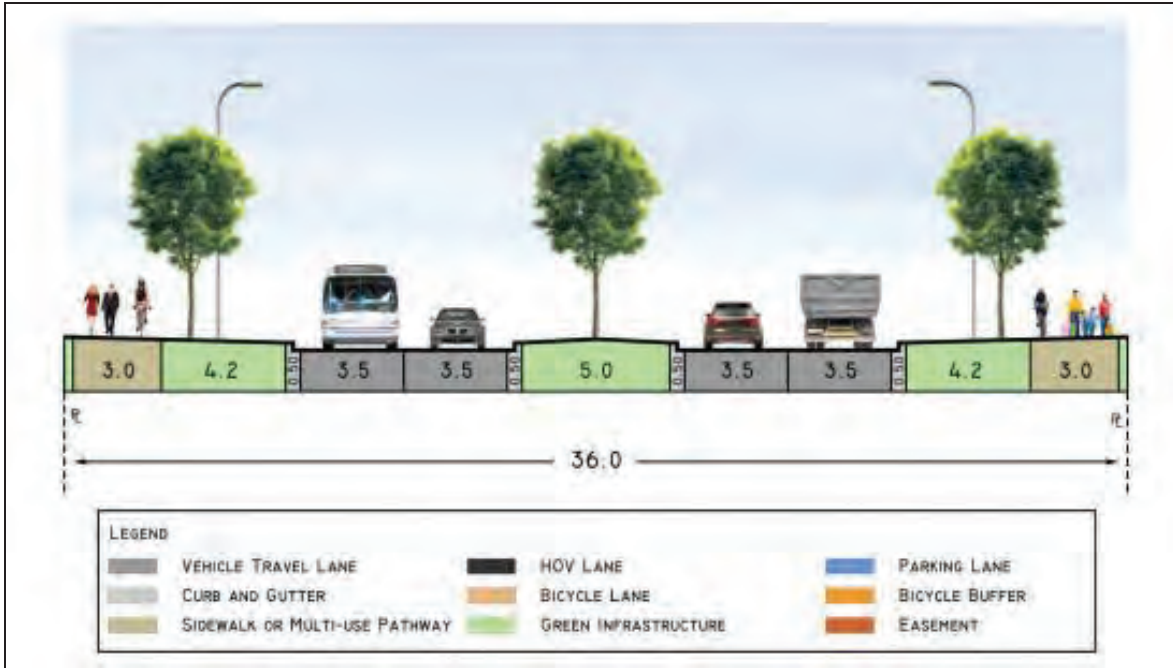 3.0 4.2 0.50 3.5 3.5 0.50 5.0 0.50 3.5 3.5 0.50 4.2 3.0
PL PL
36.0
LEGEND
VEHICLE TRAVEL LANE HOV LANE PARKING LANE
CURB AND GUTTER BICYCLE LANE BICYCLE BUFFER
SIDEWALK OR MULTI-USE PATHWAY GREEN INFRASTRUCTURE EASEMENT